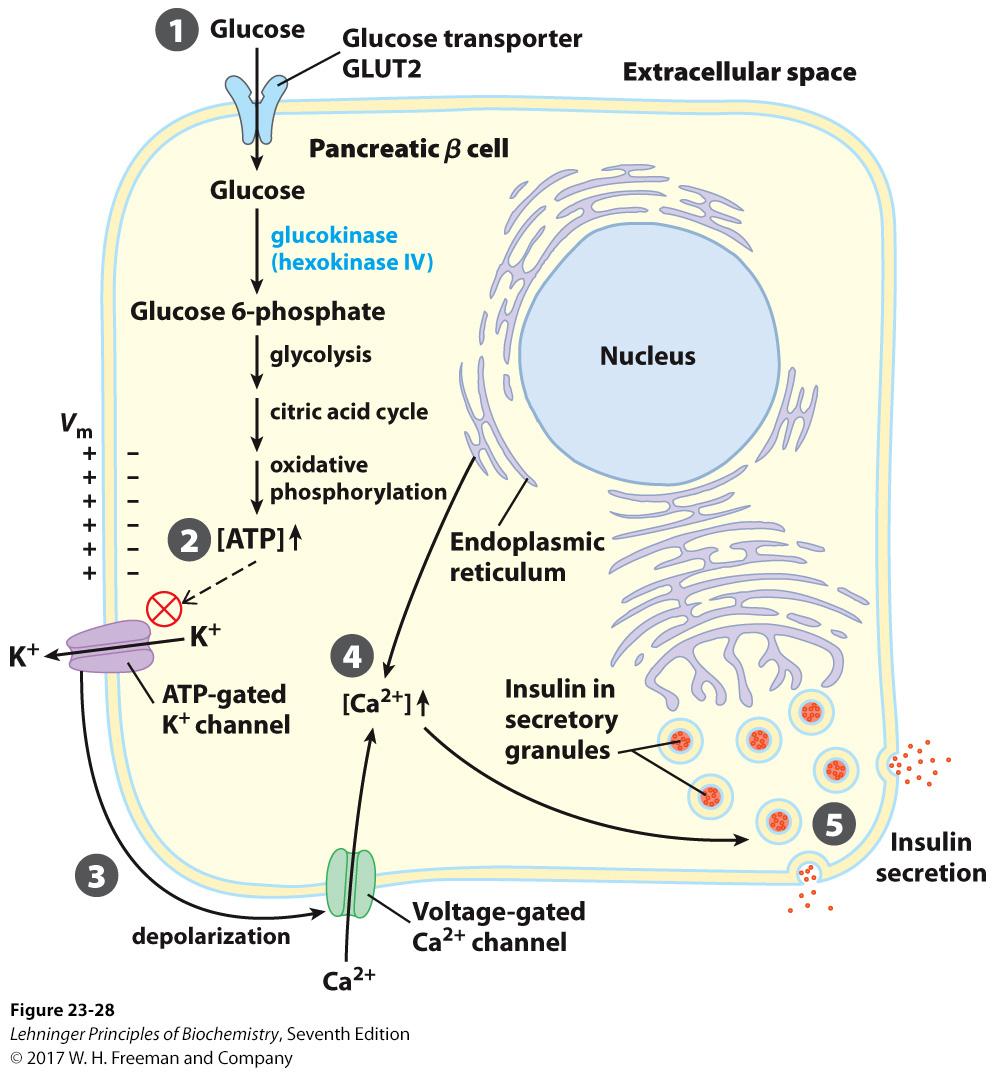 1 Glucose
Glucose transporter
GLUT2
Extracellular space
Pancreatic β cell
Glucose
glucokinase
(hexokinase IV)
Glucose 6-phosphate
glycolysis
Nucleus
citric acid cycle
Vm
+ –
+ –
+ –
+ –
+ –
+ –
oxidative
phosphorylation
2 [ATP]
Endoplasmic
reticulum
K+
K+
ATP-gated
K+ channel
4
[Ca2+]
Insulin in
secretory
granules
5
Insulin
secretion
3
depolarization
Voltage-gated
Ca2+ channel
Ca2+
Figure 23-28
Lehninger Principles of Biochemistry, Seventh Edition
© 2017 W. H. Freeman and Company